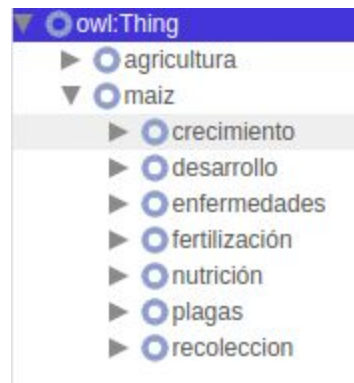 owl:Thing
agricultura
maiz
crecimiento
desarrollo
enfermedades
fertilización
nutrición
plagas
recoleccion